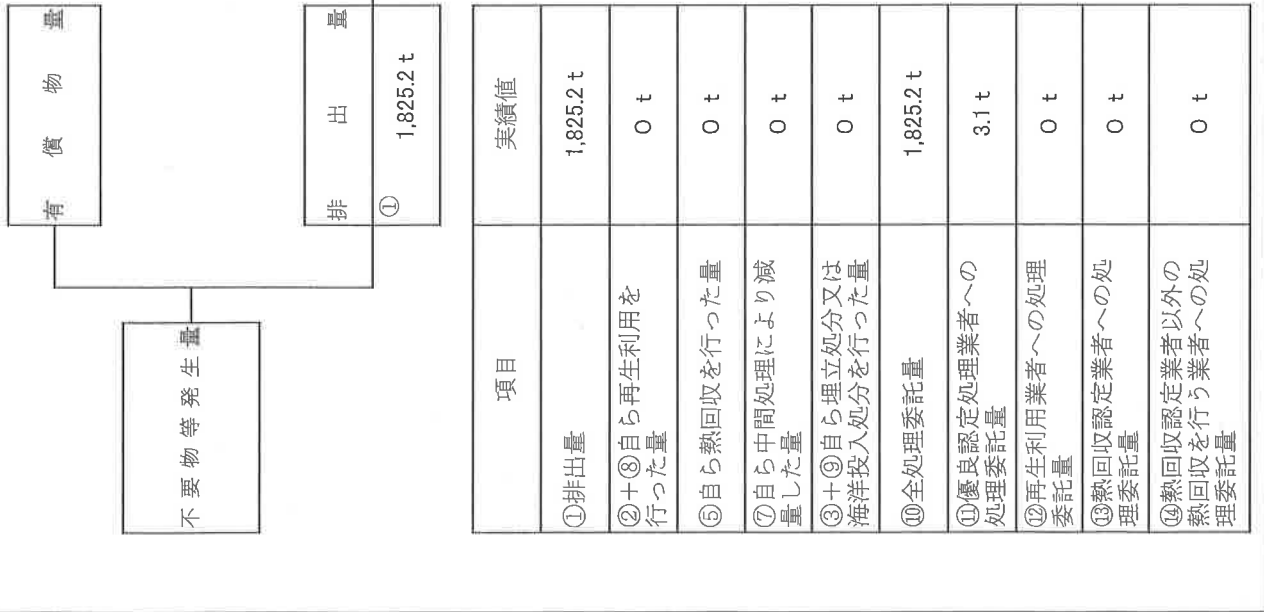 有償物量
不要物等発生量
排出量
①
1,825.2 t
項目
実績値
①排出量
1,825.2 t
②+⑧自ら再生利用を
行った量
0 t
⑤自ら熱回収を行った量
0 t
⑦自ら中間処理により減
量した量
0 t
③+⑨自ら埋立処分又は
海洋投入処分を行った量
0 t
⑩全処理委託量
1,825.2 t
⑪優良認定処理業者への
処理委託量
3.1 t
⑫再生利用業者への処理
委託量
0 t
⑬熱回収認定業者への処
理委託量
0 t
⑭熱回収認定業者以外の
熱回収を行う業者への処
理委託量
0 t